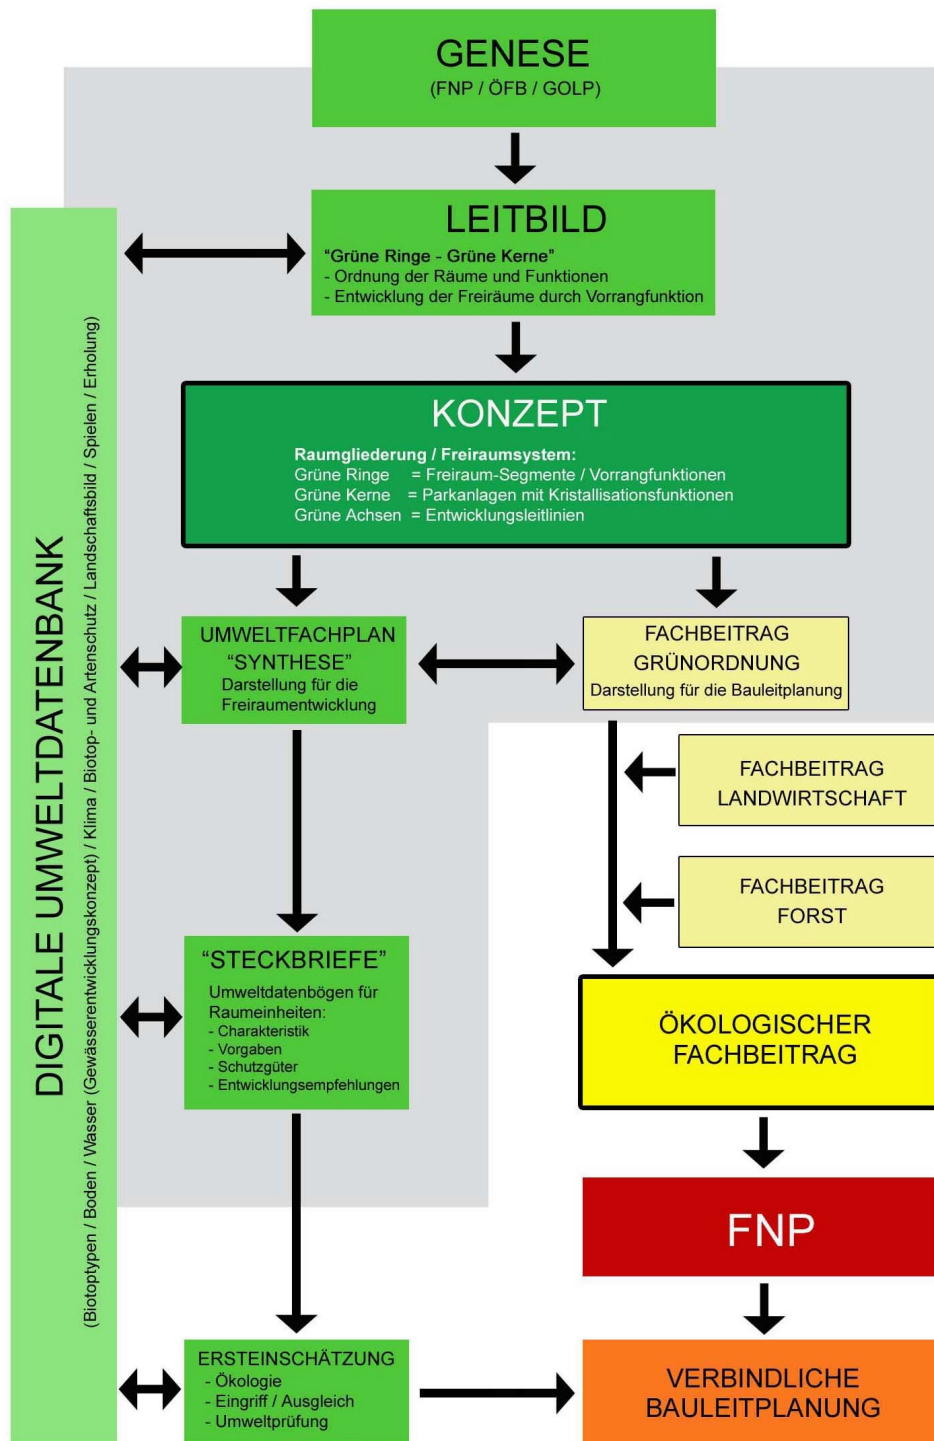 GENESE
(FNP / ÖFB / GOLP)
LEITBILD
“Grüne Ringe - Grüne Kerne”
- Ordnung der Räume und Funktionen
- Entwicklung der Freiräume durch Vorrangfunktion
KONZEPT
Raumgliederung / Freiraumsystem:
Grüne Ringe = Freiraum-Segmente / Vorrangfunktionen
Grüne Kerne = Parkanlagen mit Kristallisationsfunktionen
Grüne Achsen = Entwicklungsleitlinien
DIGITALE UMWELTDATENBANK
(Biotoptypen / Boden / Wasser (Gewässerentwicklungskonzept) / Klima / Biotop- und Artenschutz / Landschaftsbild / Spielen / Erholung)
UMWELTFACHPLAN
“SYNTHESE”
Darstellung für die
Freiraumentwicklung
FACHBEITRAG
GRÜNORDNUNG
Darstellung für die Bauleitplanung
FACHBEITRAG
LANDWIRTSCHAFT
FACHBEITRAG
FORST
“STECKBRIEFE”
Umweltdatenbögen für
Raumeinheiten:
- Charakteristik
- Vorgaben
- Schutzgüter
- Entwicklungsempfehlungen
ÖKOLOGISCHER
FACHBEITRAG
FNP
ERSTEINSCHÄTZUNG
- Ökologie
- Eingriff / Ausgleich
- Umweltprüfung
VERBINDLICHE
BAULEITPLANUNG